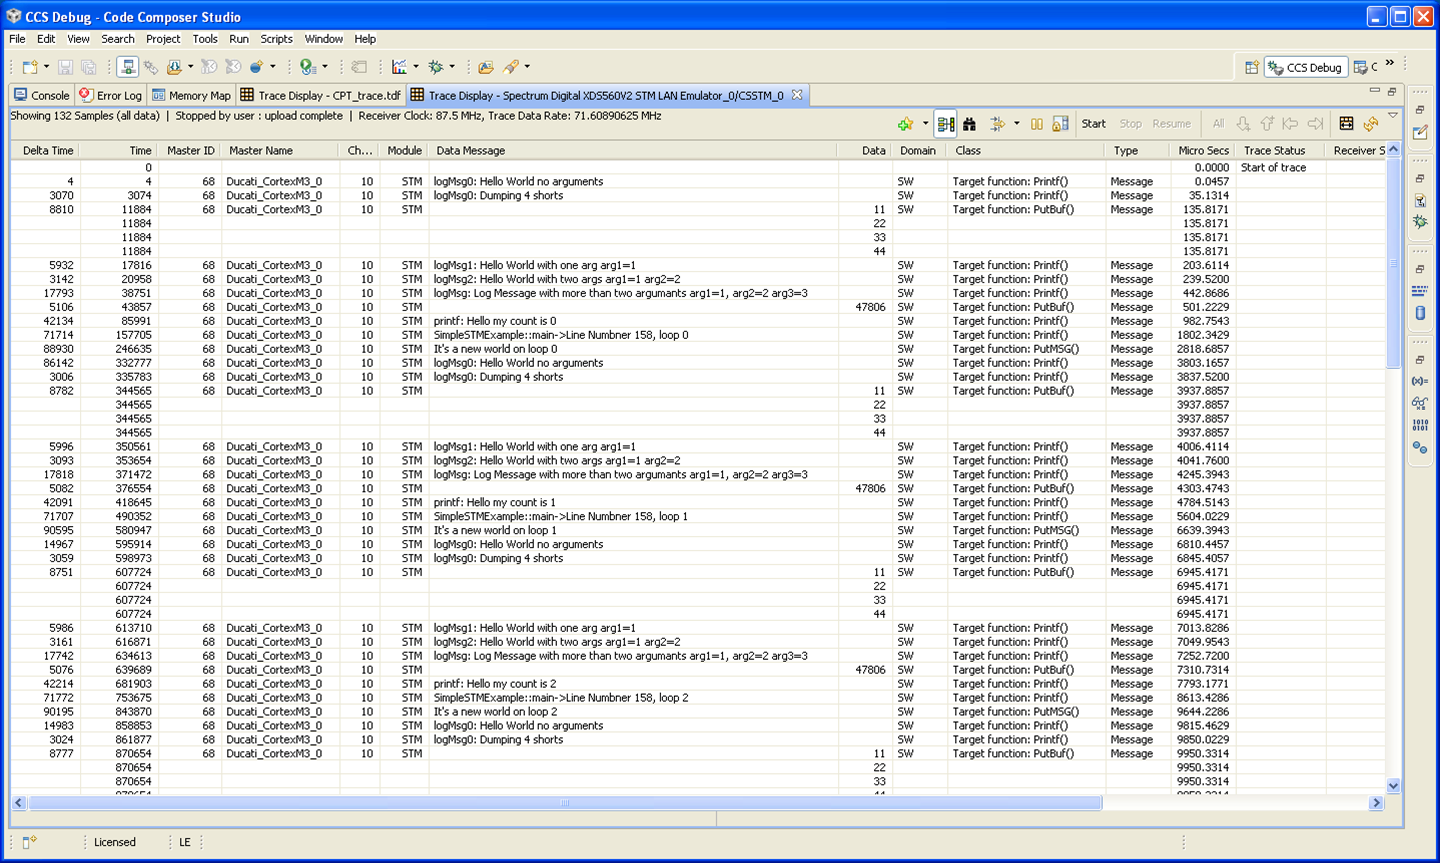 CCS Debug - Code Composer Studio
File Edit View Search Project Tools Run Scripts Window Help
CCS Debug C »
Console Error Log Memory Map Trace Display - CPT_trace.tdf Trace Display - Spectrum Digital XDS560V2 STM LAN Emulator_0/CSSTM_0
Showing 132 Samples (all data) | Stopped by user : upload complete | Receiver Clock: 87.5 MHz, Trace Data Rate: 71.60890625 MHz Start Stop Resume All
Delta Time Time Master ID Master Name Ch... Module Data Message Data Domain Class Type Micro Secs Trace Status Receiver S
0 0.0000 Start of trace
4 4 68 Ducati_CortexM3_0 10 STM logMsg0: Hello World no arguments SW Target function: Printf() Message 0.0457
3070 3074 68 Ducati_CortexM3_0 10 STM logMsg0: Dumping 4 shorts SW Target function: Printf() Message 35.1314
8810 11884 68 Ducati_CortexM3_0 10 STM 11 SW Target function: PutBuf() Message 135.8171
11884 22 135.8171
11884 33 135.8171
11884 44 135.8171
5932 17816 68 Ducati_CortexM3_0 10 STM logMsg1: Hello World with one arg arg1=1 SW Target function: Printf() Message 203.6114
3142 20958 68 Ducati_CortexM3_0 10 STM logMsg2: Hello World with two args arg1=1 arg2=2 SW Target function: Printf() Message 239.5200
17793 38751 68 Ducati_CortexM3_0 10 STM logMsg: Log Message with more than two argumants arg1=1, arg2=2 arg3=3 SW Target function: Printf() Message 442.8686
5106 43857 68 Ducati_CortexM3_0 10 STM 47806 SW Target function: PutBuf() Message 501.2229
42134 85991 68 Ducati_CortexM3_0 10 STM printf: Hello my count is 0 SW Target function: Printf() Message 982.7543
71714 157705 68 Ducati_CortexM3_0 10 STM SimpleSTMExample::main->Line Numbner 158, loop 0 SW Target function: Printf() Message 1802.3429
88930 246635 68 Ducati_CortexM3_0 10 STM It's a new world on loop 0 SW Target function: PutMSG() Message 2818.6857
86142 332777 68 Ducati_CortexM3_0 10 STM logMsg0: Hello World no arguments SW Target function: Printf() Message 3803.1657
3006 335783 68 Ducati_CortexM3_0 10 STM logMsg0: Dumping 4 shorts SW Target function: Printf() Message 3837.5200
8782 344565 68 Ducati_CortexM3_0 10 STM 11 SW Target function: PutBuf() Message 3937.8857
344565 22 3937.8857
344565 33 3937.8857
344565 44 3937.8857
5996 350561 68 Ducati_CortexM3_0 10 STM logMsg1: Hello World with one arg arg1=1 SW Target function: Printf() Message 4006.4114
3093 353654 68 Ducati_CortexM3_0 10 STM logMsg2: Hello World with two args arg1=1 arg2=2 SW Target function: Printf() Message 4041.7600
17818 371472 68 Ducati_CortexM3_0 10 STM logMsg: Log Message with more than two argumants arg1=1, arg2=2 arg3=3 SW Target function: Printf() Message 4245.3943
5082 376554 68 Ducati_CortexM3_0 10 STM 47806 SW Target function: PutBuf() Message 4303.4743
42091 418645 68 Ducati_CortexM3_0 10 STM printf: Hello my count is 1 SW Target function: Printf() Message 4784.5143
71707 490352 68 Ducati_CortexM3_0 10 STM SimpleSTMExample::main->Line Numbner 158, loop 1 SW Target function: Printf() Message 5604.0229
90595 580947 68 Ducati_CortexM3_0 10 STM It's a new world on loop 1 SW Target function: PutMSG() Message 6639.3943
14967 595914 68 Ducati_CortexM3_0 10 STM logMsg0: Hello World no arguments SW Target function: Printf() Message 6810.4457
3059 598973 68 Ducati_CortexM3_0 10 STM logMsg0: Dumping 4 shorts SW Target function: Printf() Message 6845.4057
8751 607724 68 Ducati_CortexM3_0 10 STM 11 SW Target function: PutBuf() Message 6945.4171
607724 22 6945.4171
607724 33 6945.4171
607724 44 6945.4171
5986 613710 68 Ducati_CortexM3_0 10 STM logMsg1: Hello World with one arg arg1=1 SW Target function: Printf() Message 7013.8286
3161 616871 68 Ducati_CortexM3_0 10 STM logMsg2: Hello World with two args arg1=1 arg2=2 SW Target function: Printf() Message 7049.9543
17742 634613 68 Ducati_CortexM3_0 10 STM logMsg: Log Message with more than two argumants arg1=1, arg2=2 arg3=3 SW Target function: Printf() Message 7252.7200
5076 639689 68 Ducati_CortexM3_0 10 STM 47806 SW Target function: PutBuf() Message 7310.7314
42214 681903 68 Ducati_CortexM3_0 10 STM printf: Hello my count is 2 SW Target function: Printf() Message 7793.1771
71772 753675 68 Ducati_CortexM3_0 10 STM SimpleSTMExample::main->Line Numbner 158, loop 2 SW Target function: Printf() Message 8613.4286
90195 843870 68 Ducati_CortexM3_0 10 STM It's a new world on loop 2 SW Target function: PutMSG() Message 9644.2286
14983 858853 68 Ducati_CortexM3_0 10 STM logMsg0: Hello World no arguments SW Target function: Printf() Message 9815.4629
3024 861877 68 Ducati_CortexM3_0 10 STM logMsg0: Dumping 4 shorts SW Target function: Printf() Message 9850.0229
8777 870654 68 Ducati_CortexM3_0 10 STM 11 SW Target function: PutBuf() Message 9950.3314
870654 22 9950.3314
870654 33 9950.3314
870654 44 9950.3314
Licensed LE